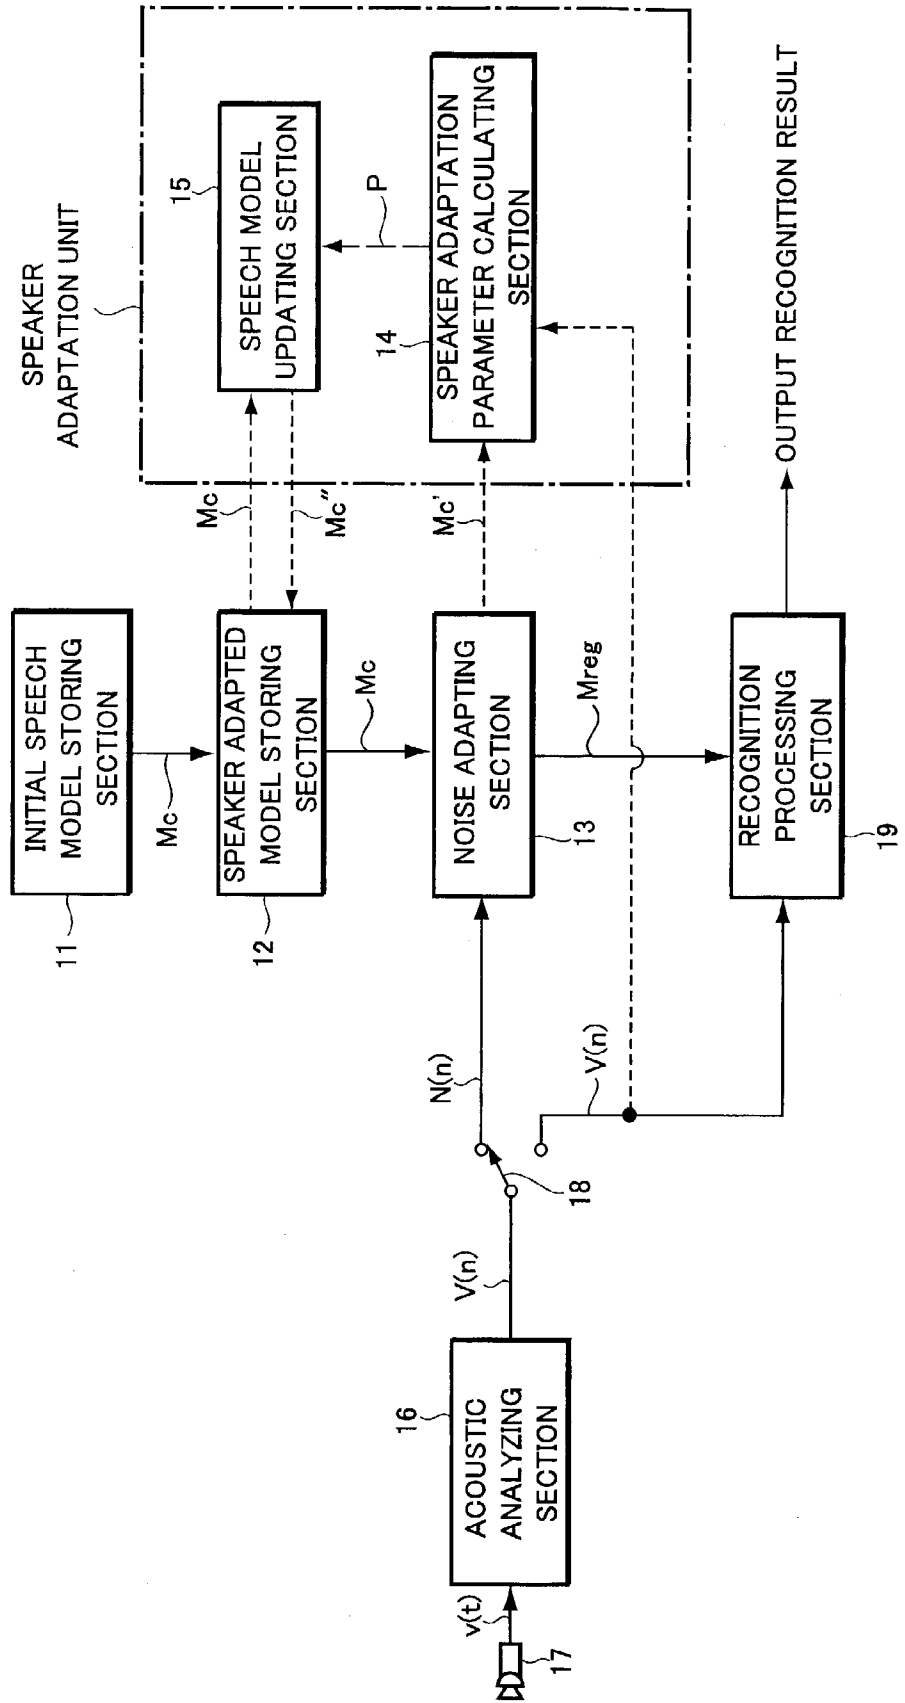 SPEAKER
ADAPTATION UNIT
INITIAL SPEECH
MODEL STORING
SECTION
11
Mc
SPEAKER ADAPTED
MODEL STORING
SECTION
12
Mc
Mc"
15
SPEECH MODEL
UPDATING SECTION
P
Mc
14
SPEAKER ADAPTATION
PARAMETER CALCULATING
SECTION
Mc'
N(n)
NOISE ADAPTING
SECTION
13
Mreg
v(t)
17
16
ACOUSTIC
ANALYZING
SECTION
V(n)
18
V(n)
RECOGNITION
PROCESSING
SECTION
19
OUTPUT RECOGNITION RESULT